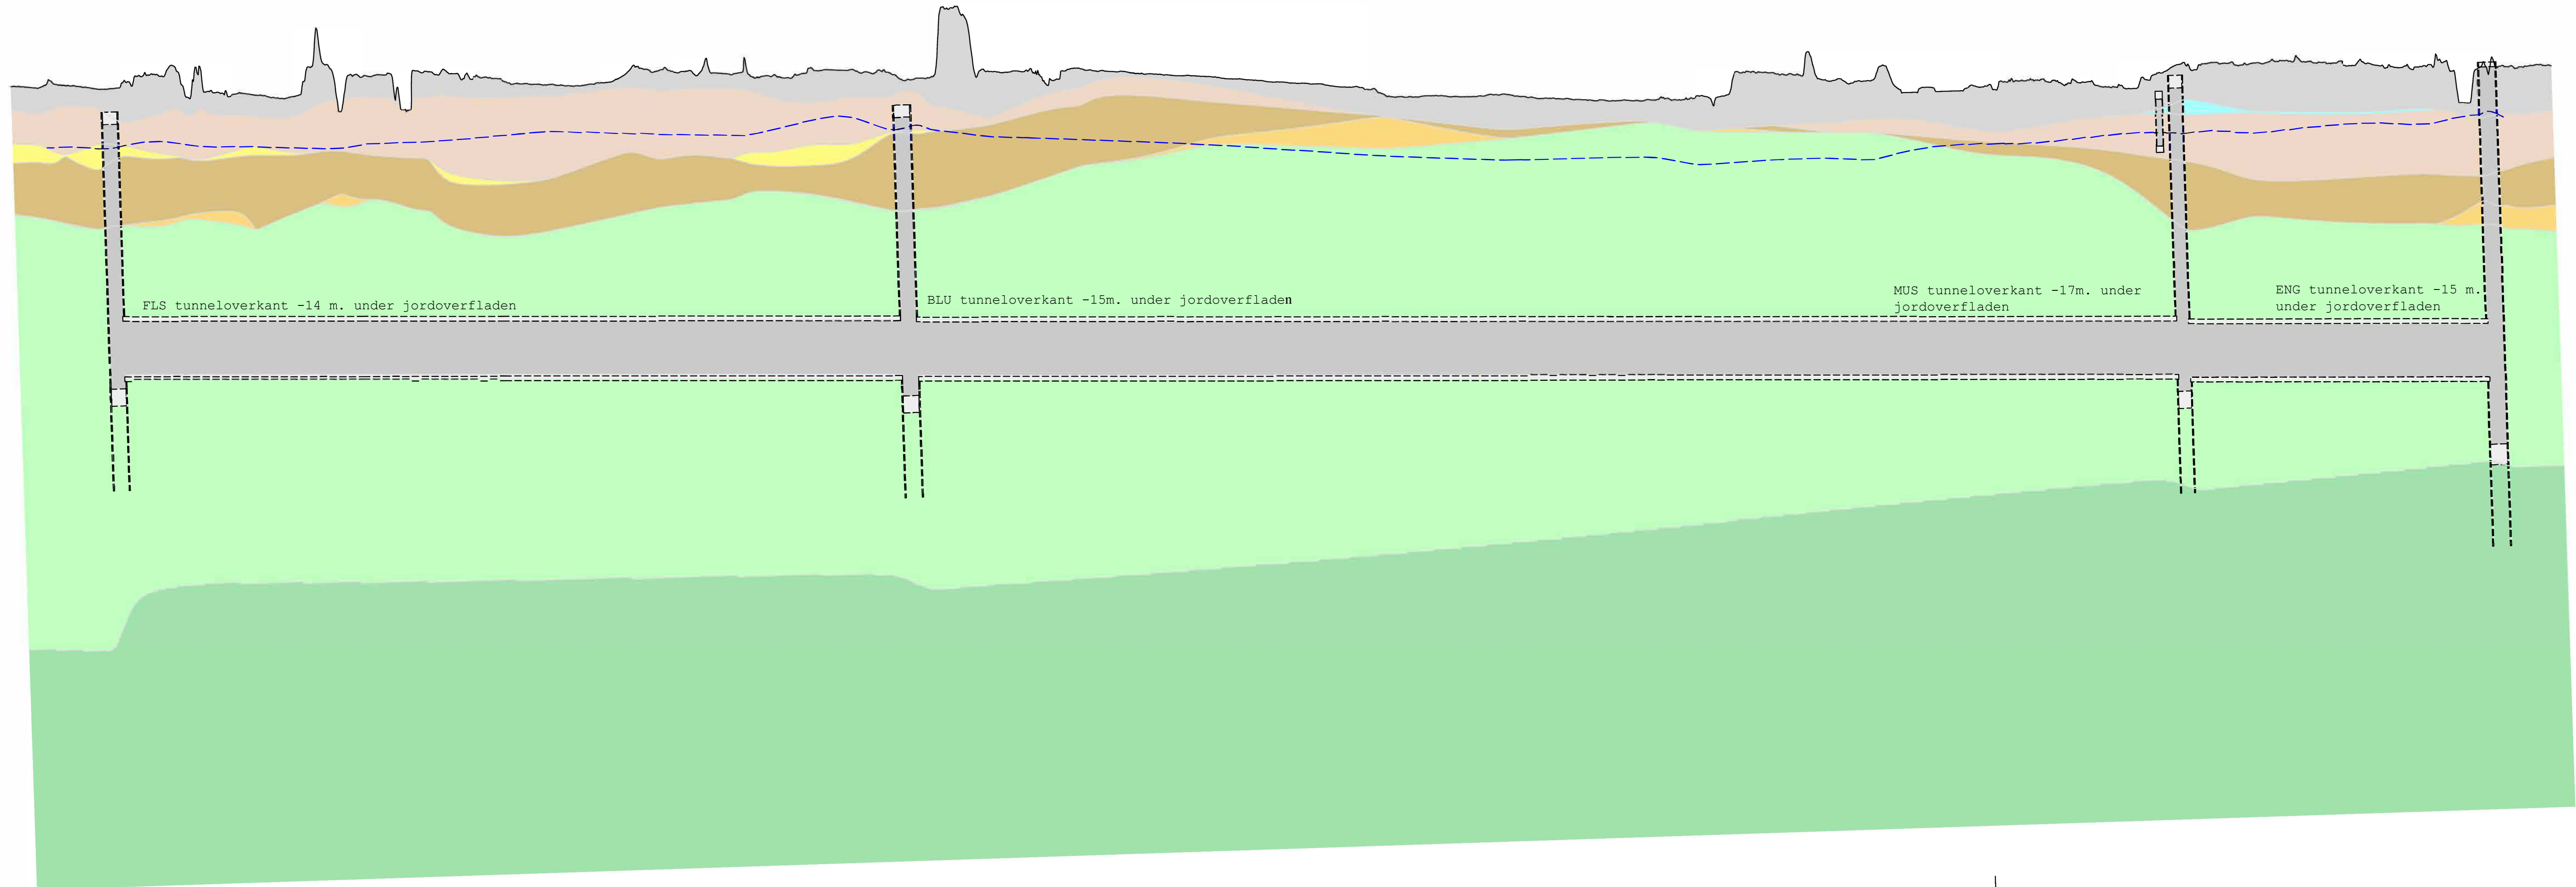 FLS tunneloverkant -14 m. under jordoverfladen
BLU tunneloverkant -15m. under jordoverfladen
MUS tunneloverkant -17m. under
jordoverfladen
ENG tunneloverkant -15 m.
under jordoverfladen